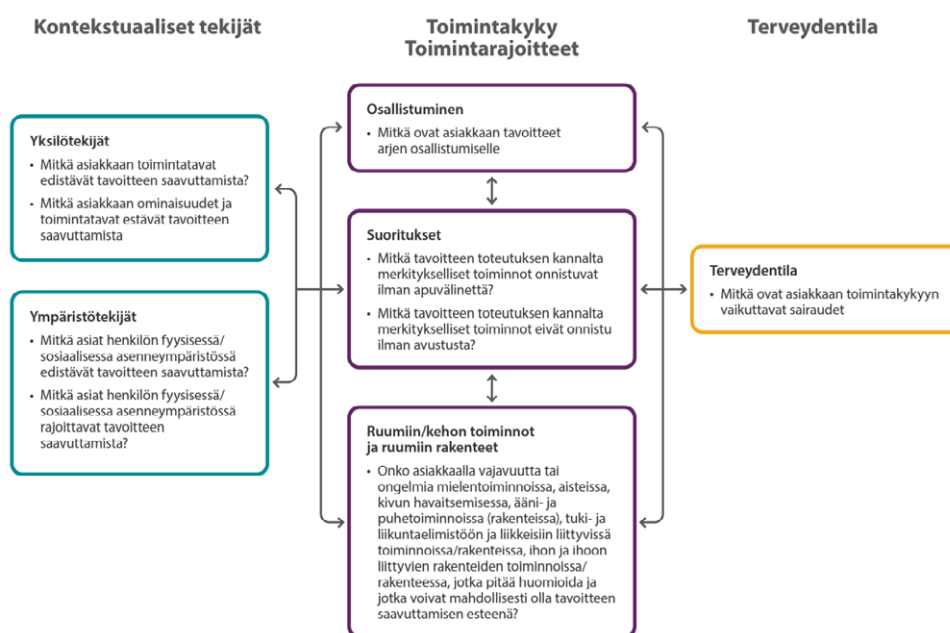 Kontekstuaaliset tekijät
Toimintakyky
Toimintarajoitteet
Terveydentila
Yksilötekijät
• Mitkä asiakkaan toimintatavat
edistävät tavoitteen saavuttamista?
• Mitkä asiakkaan ominaisuudet ja
toimintatavat estävät tavoitteen
saavuttamista
Ympäristötekijät
• Mitkä asiat henkilön fyysisessä/
sosiaalisessa asenneympäristössä
edistävät tavoitteen saavuttamista?
• Mitkä asiat henkilön fyysisessä/
sosiaalisessa asenneympäristössä
rajoittavat tavoitteen
saavuttamista?
Osallistuminen
• Mitkä ovat asiakkaan tavoitteet
arjen osallistumiselle
Suoritukset
• Mitkä tavoitteen toteutuksen kannalta
merkitykselliset toiminnot onnistuvat
ilman apuvälinettä?
• Mitkä tavoitteen toteutuksen kannalta
merkitykselliset toiminnot eivät onnistu
ilman avustusta?
Ruumiin/kehon toiminnot
ja ruumiin rakenteet
• Onko asiakkaalla vajavuutta tai
ongelmia mielentoiminnoissa, aisteissa,
kivun havaitsemisessa, ääni- ja
puhetoiminnoissa (rakenteissa), tuki- ja
liikuntaelimistöön ja liikkeisiin liittyvissä
toiminnoissa/rakenteissa, ihon ja ihoon
liittyvien rakenteiden toiminnoissa/
rakenteessa, jotka pitää huomioida ja
jotka voivat mahdollisesti olla tavoitteen
saavuttamisen esteenä?
Terveydentila
• Mitkä ovat asiakkaan toimintakykyyn
vaikuttavat sairaudet